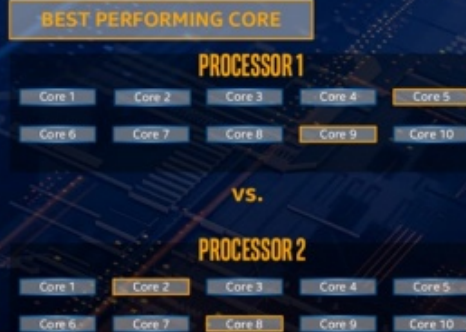 BEST PERFORMING CORE
PROCESSOR 1
Core 1 Core 2 Core 3 Core 4 Core 5
Core 6 Core 7 Core 8 Core 9 Core 10
VS.
PROCESSOR 2
Core 1 Core 2 Core 3 Core 4 Core 5
Core 6 Core 7 Core 8 Core 9 Core 10